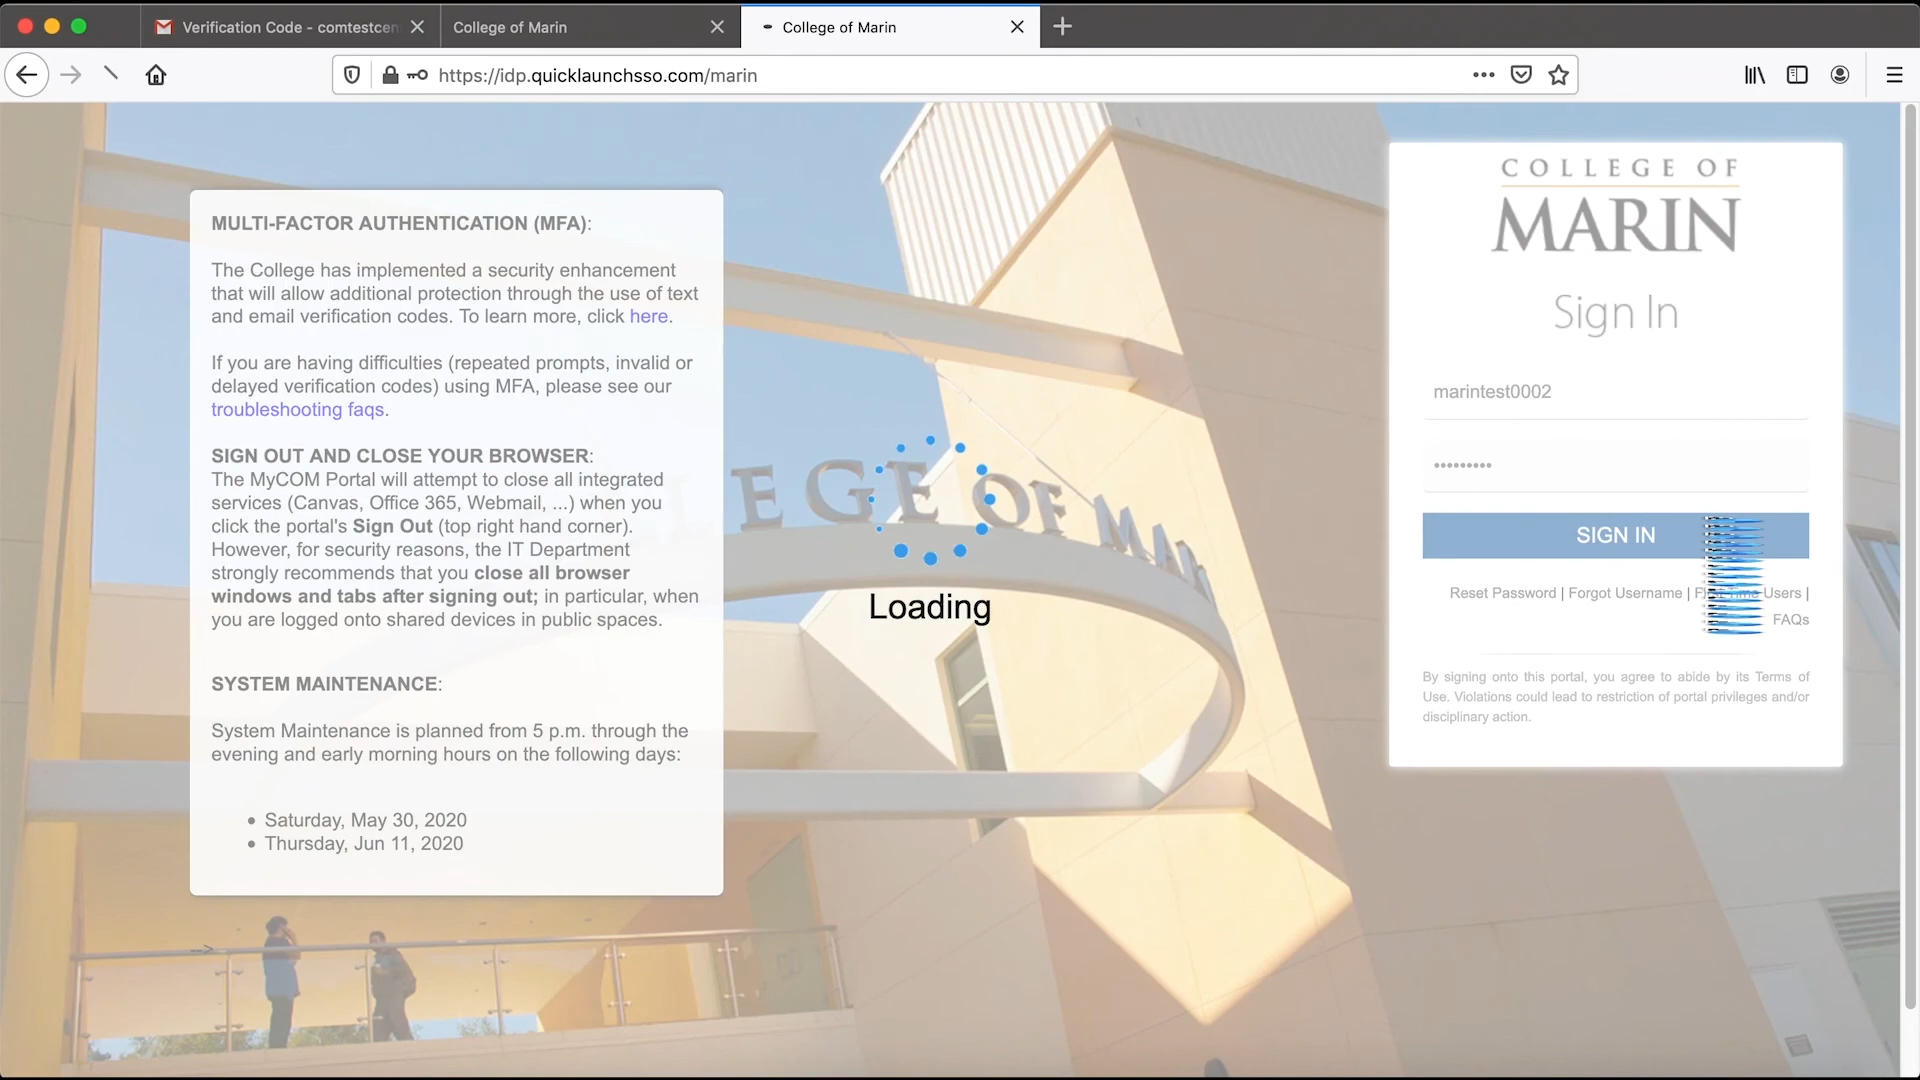 Verification Code - comtestcen
College of Marin
College of Marin
https://idp.quicklaunchsso.com/marin
MULTI-FACTOR AUTHENTICATION (MFA):
The College has implemented a security enhancement
that will allow additional protection through the use of text
and email verification codes. To learn more, click here.
If you are having difficulties (repeated prompts, invalid or
delayed verification codes) using MFA, please see our
troubleshooting faqs.
SIGN OUT AND CLOSE YOUR BROWSER:
The MyCOM Portal will attempt to close all integrated
services (Canvas, Office 365, Webmail, ...) when you
click the portal's Sign Out (top right hand corner).
However, for security reasons, the IT Department
strongly recommends that you close all browser
windows and tabs after signing out; in particular, when
you are logged onto shared devices in public spaces.
SYSTEM MAINTENANCE:
System Maintenance is planned from 5 p.m. through the
evening and early morning hours on the following days:
Saturday, May 30, 2020
Thursday, Jun 11, 2020
LEGE OF MAR
Loading
COLLEGE OF
MARIN
Sign In
marintest0002
•••••••••
SIGN IN
Reset Password | Forgot Username | First Time Users |
FAQs
By signing onto this portal, you agree to abide by its Terms of
Use. Violations could lead to restriction of portal privileges and/or
disciplinary action.